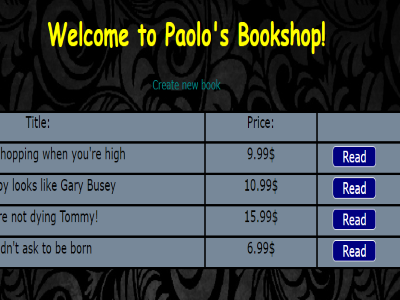 Welcome to Paolo's Bookshop!
Create new book
Title: Price:
hopping when you're high 9.99$ Read
looks like Gary Busey 10.99$ Read
not dying Tommy! 15.99$ Read
ask to be born 6.99$ Read